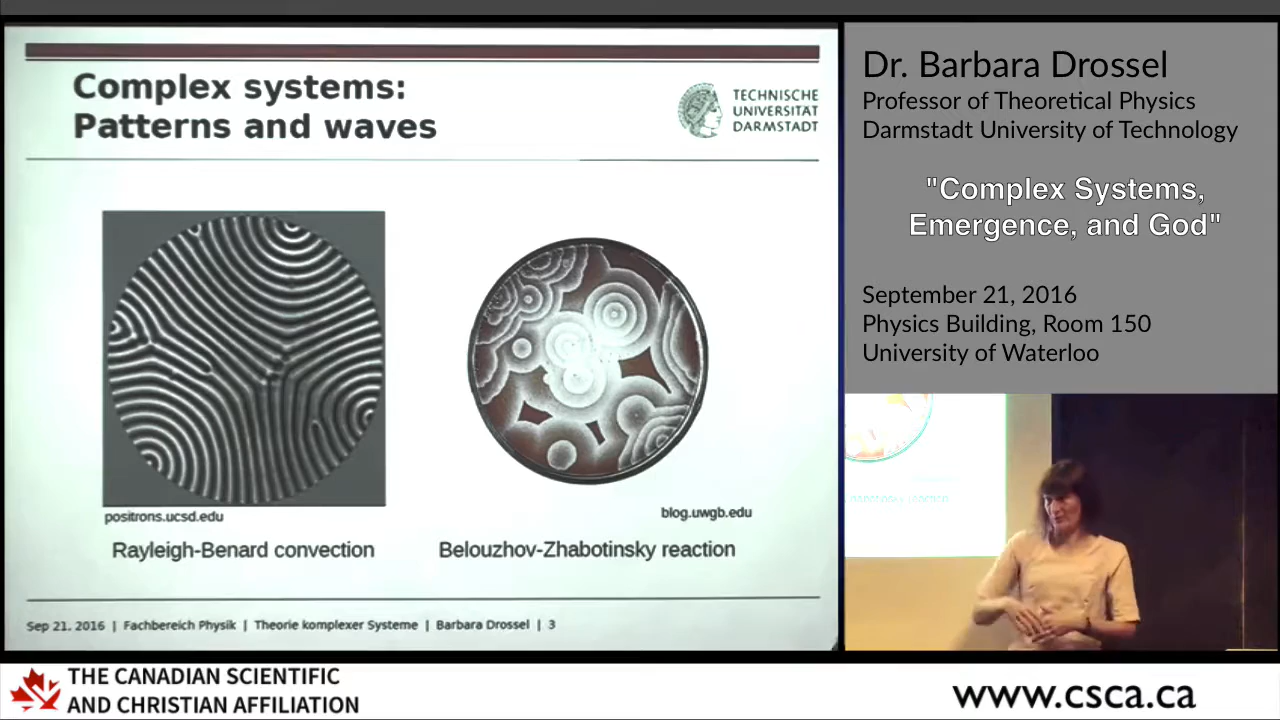 Complex systems:
Patterns and waves
TECHNISCHE
UNIVERSITÄT
DARMSTADT
positrons.ucsd.edu
Rayleigh-Benard convection
blog.uwgb.edu
Belouzhov-Zhabotinsky reaction
Sep 21. 2016 | Fachbereich Physik | Theorie komplexer Systeme | Barbara Drossel | 3
Dr. Barbara Drossel
Professor of Theoretical Physics
Darmstadt University of Technology
"Complex Systems,
Emergence, and God"
September 21, 2016
Physics Building, Room 150
University of Waterloo
THE CANADIAN SCIENTIFIC
AND CHRISTIAN AFFILIATION
www.csca.ca